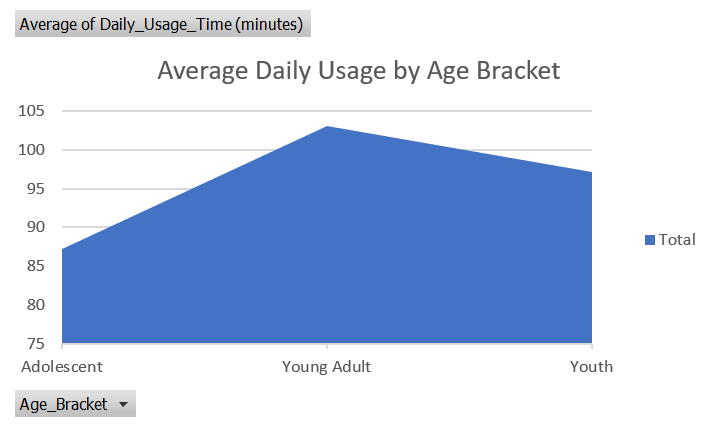 Average of Daily_Usage_Time (minutes)
Average Daily Usage by Age Bracket
105
100
95
90
85
80
75
Adolescent
Young Adult
Youth
Total
Age_Bracket